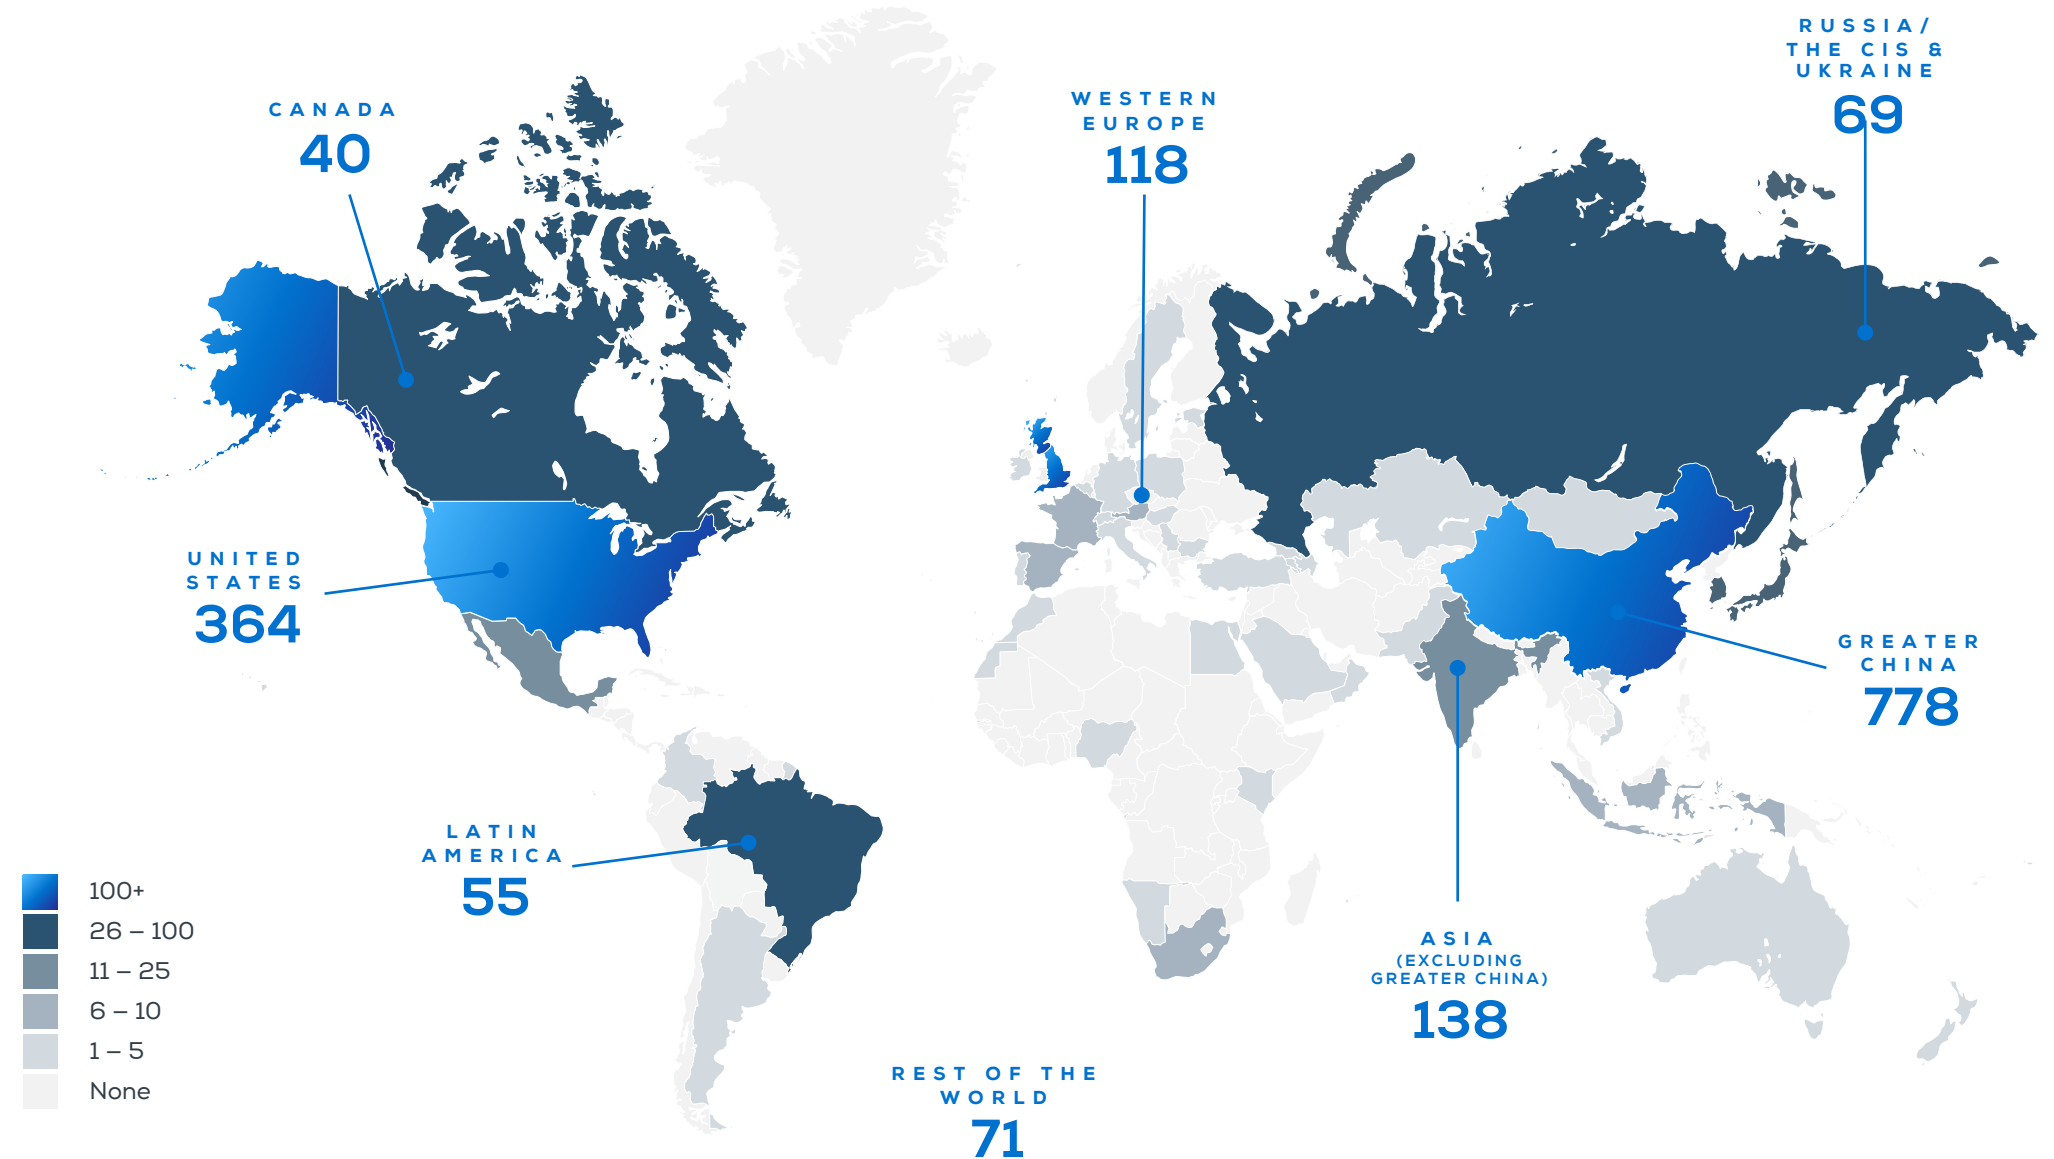 RUSSIA/
THE CIS &
UKRAINE
69
WESTERN
EUROPE
118
CANADA
40
UNITED
STATES
364
GREATER
CHINA
778
LATIN
AMERICA
55
ASIA
(EXCLUDING
GREATER CHINA)
138
REST OF THE
WORLD
71
100+
26 – 100
11 – 25
6 – 10
1 – 5
None